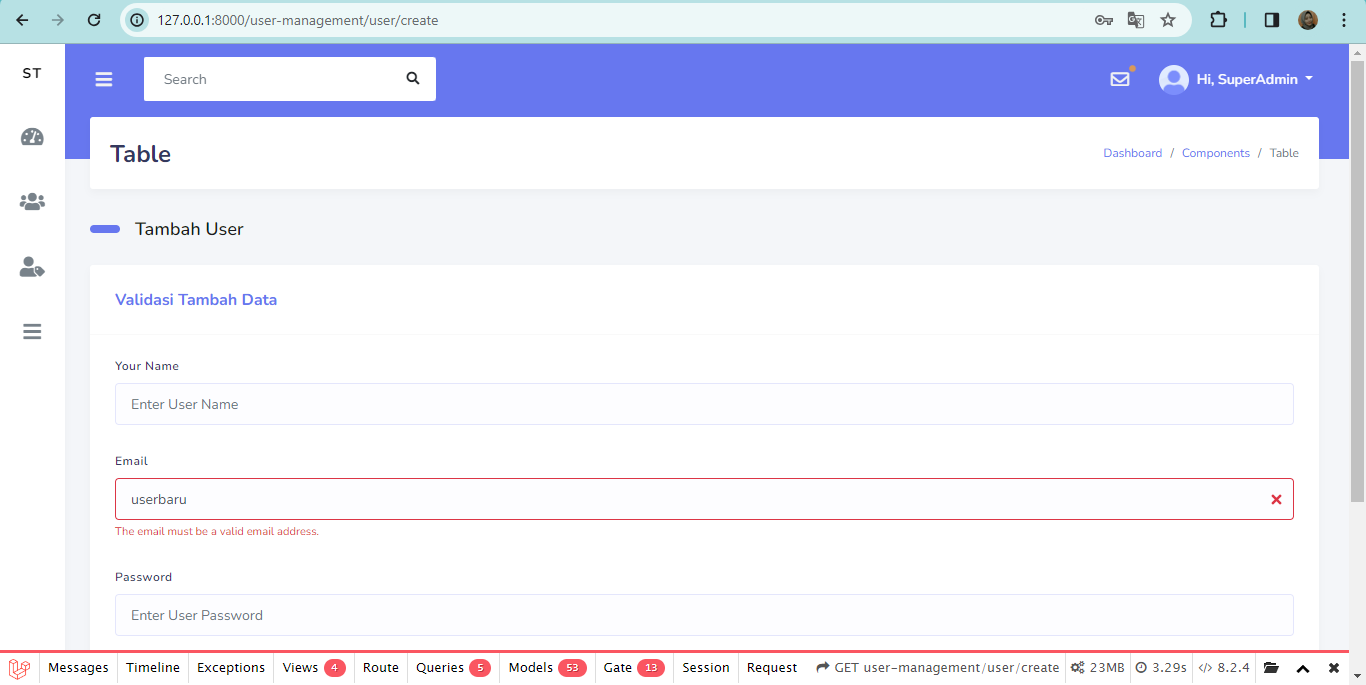 127.0.0.1:8000/user-management/user/create
ST
Search
Hi, SuperAdmin
Table
Dashboard / Components / Table
Tambah User
Validasi Tambah Data
Your Name
Enter User Name
Email
userbaru
The email must be a valid email address.
Password
Enter User Password
Messages Timeline Exceptions Views 4 Route Queries 5 Models 53 Gate 13 Session Request GET user-management/user/create 23MB 3.29s </> 8.2.4